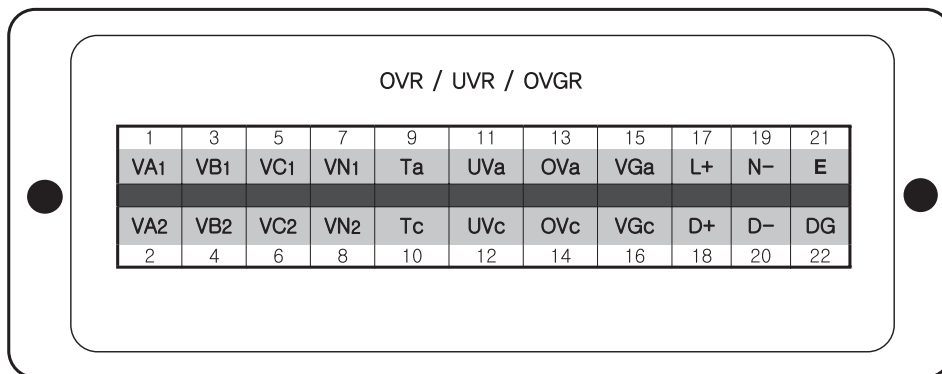 OVR / UVR / OVGR
1 3 5 7 9 11 13 15 17 19 21
VA1 VB1 VC1 VN1 Ta UVa OVa VGa L+ N− E
VA2 VB2 VC2 VN2 Tc UVc OVc VGc D+ D− DG
2 4 6 8 10 12 14 16 18 20 22